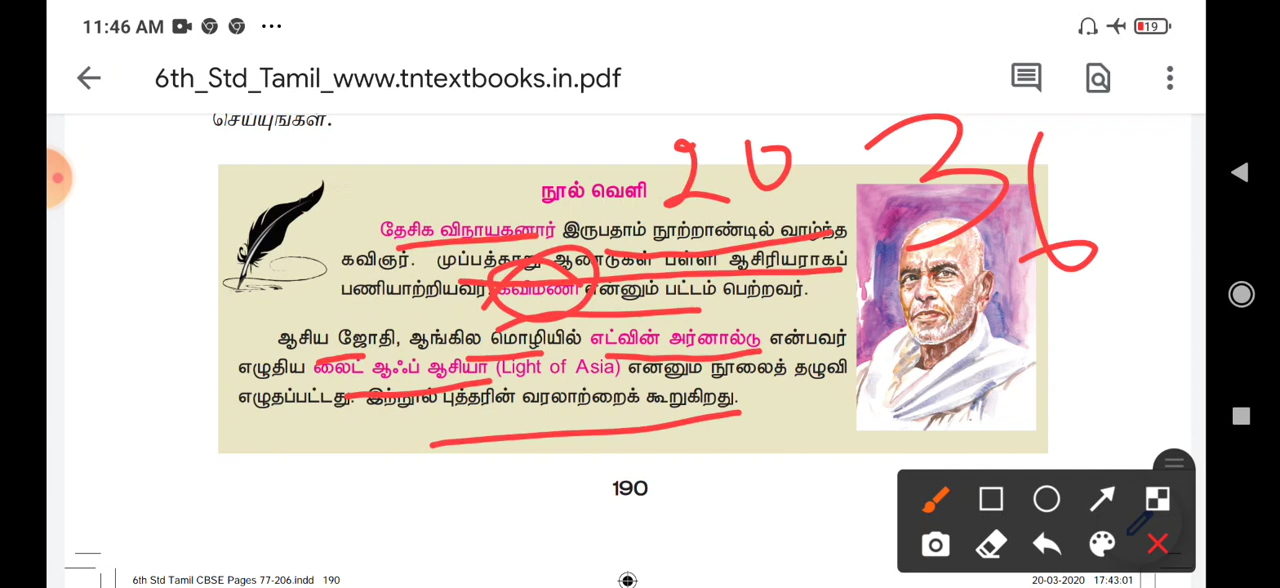 11:46 AM ... 19
6th_Std_Tamil_www.tntextbooks.in.pdf
செய்யுங்கள்.
20 36
நூல் வெளி
தேசிக விநாயகனார் இருபதாம் நூற்றாண்டில் வாழ்ந்த
கவிஞர். முப்பத்தாறு ஆண்டுகள் பள்ளி ஆசிரியராகப்
பணியாற்றியவர். கவிமணி என்னும் பட்டம் பெற்றவர்.
ஆசிய ஜோதி, ஆங்கில மொழியில் எட்வின் அர்னால்டு என்பவர்
எழுதிய லைட் ஆஃப் ஆசியா (Light of Asia) என்னும் நூலைத் தழுவி
எழுதப்பட்டது. இந்நூல் புத்தரின் வரலாற்றைக் கூறுகிறது.
190
6th Std Tamil CBSE Pages 77-206.indd 190 20-03-2020 17:43:01